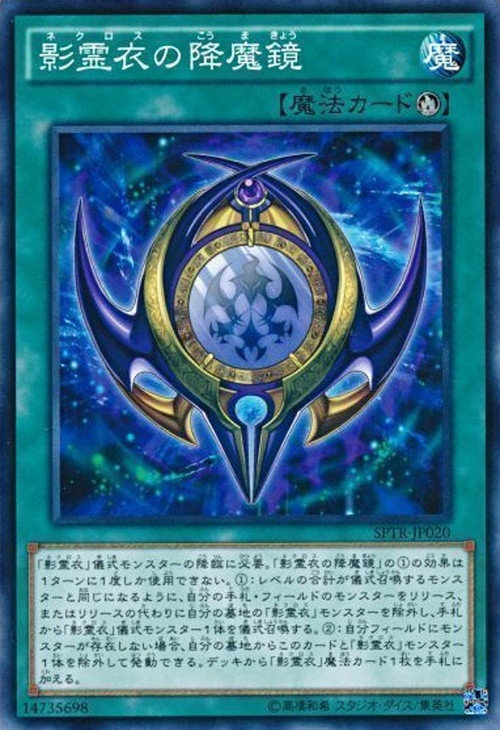 ネクロス こうまきょう
影霊衣の降魔鏡
魔
まほう
【魔法カード】
SPTR-JP020
「影霊衣」儀式モンスターの降臨に必要。「影霊衣の降魔鏡」の①の効果は
1ターンに1度しか使用できない。①:レベルの合計が儀式召喚するモンス
ターと同じになるように、自分の手札・フィールドのモンスターをリリース、
またはリリースの代わりに自分の墓地の「影霊衣」モンスターを除外し、手札
から「影霊衣」儀式モンスター1体を儀式召喚する。②:自分フィールドにモン
スターが存在しない場合、自分の墓地からこのカードと「影霊衣」モンスター
1体を除外して発動できる。デッキから「影霊衣」魔法カード1枚を手札に
加える。
14735698
©高橋和希 スタジオ・ダイス/集英社